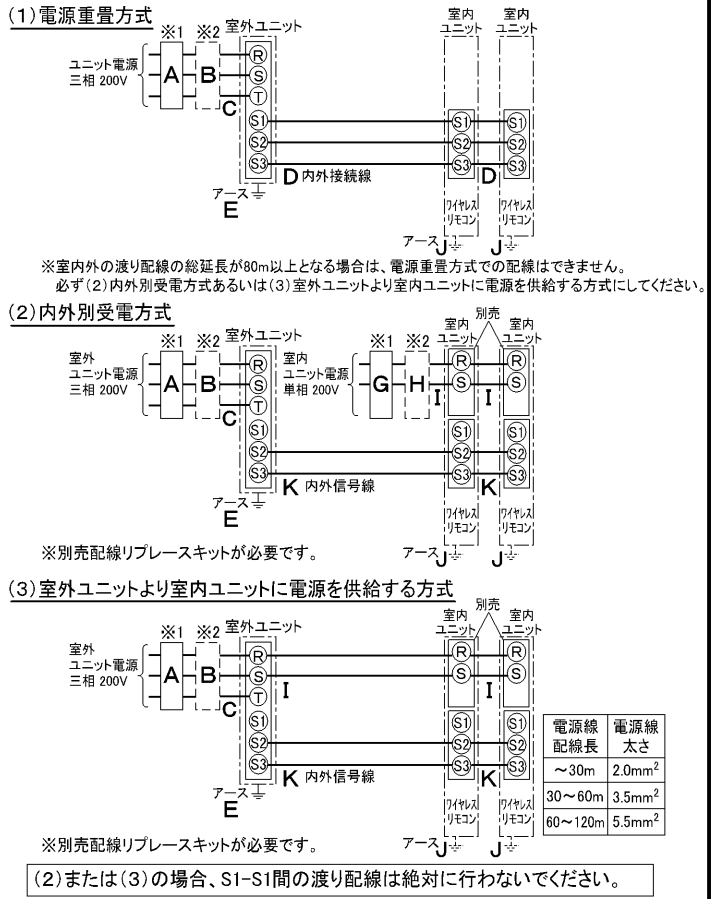 (1)電源重畳方式
※1 ※2 室外ユニット
室内
ユニット
室内
ユニット
ユニット電源
三相 200V
A B
R
S
T
C
S1 S1 S1
S2 S2 S2
S3 S3 S3
D 内外接続線 D
アース
E
ワイヤレス
リモコン
ワイヤレス
リモコン
アース J J
※室内外の渡り配線の総延長が80m以上となる場合は、電源重畳方式での配線はできません。
必ず(2)内外別受電方式あるいは(3)室外ユニットより室内ユニットに電源を供給する方式にしてください。
(2)内外別受電方式
別売
※1 ※2 室外ユニット
※1 ※2
室内
ユニット
室内
ユニット
室外
ユニット電源
三相 200V
A B
R
S
T
C
室内
ユニット電源
単相 200V
G H
R R
S S
I I
S1 S1 S1
S2 S2 S2
S3 S3 S3
K 内外信号線 K
アース
E
ワイヤレス
リモコン
ワイヤレス
リモコン
※別売配線リプレースキットが必要です。
アース J J
(3)室外ユニットより室内ユニットに電源を供給する方式
別売
※1 ※2 室外ユニット
室内
ユニット
室内
ユニット
室外
ユニット電源
三相 200V
A B
R R R
S S S
T
C I I
S1 S1 S1
S2 S2 S2
S3 S3 S3
K 内外信号線 K
アース
E
ワイヤレス
リモコン
ワイヤレス
リモコン
電源線 電源線
配線長 太さ
～30m 2.0mm²
30～60m 3.5mm²
60～120m 5.5mm²
※別売配線リプレースキットが必要です。
アース J J
(2)または(3)の場合、S1-S1間の渡り配線は絶対に行わないでください。